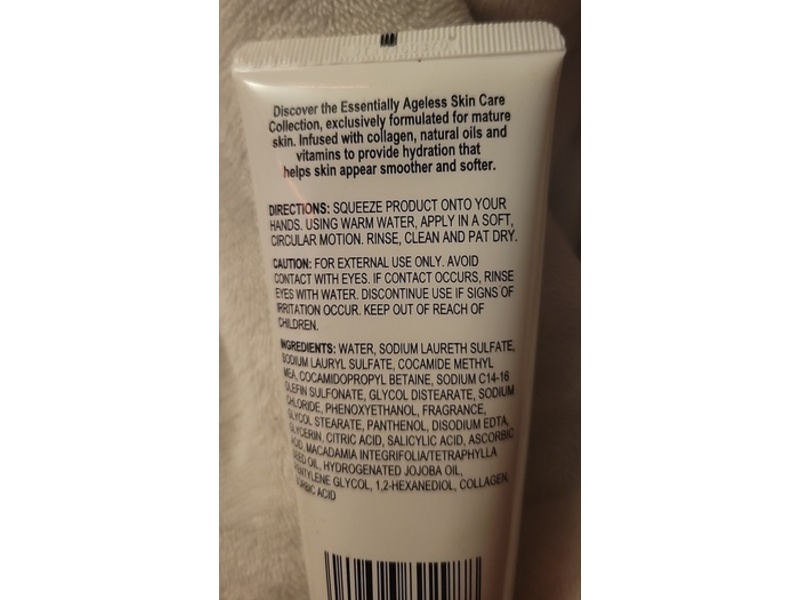 Discover the Essentially Ageless Skin Care
Collection, exclusively formulated for mature
skin. Infused with collagen, natural oils and
vitamins to provide hydration that
helps skin appear smoother and softer.
DIRECTIONS: SQUEEZE PRODUCT ONTO YOUR
HANDS. USING WARM WATER, APPLY IN A SOFT,
CIRCULAR MOTION. RINSE, CLEAN AND PAT DRY.
CAUTION: FOR EXTERNAL USE ONLY. AVOID
CONTACT WITH EYES. IF CONTACT OCCURS, RINSE
EYES WITH WATER. DISCONTINUE USE IF SIGNS OF
IRRITATION OCCUR. KEEP OUT OF REACH OF
CHILDREN.
INGREDIENTS: WATER, SODIUM LAURETH SULFATE,
SODIUM LAURYL SULFATE, COCAMIDE METHYL
MEA, COCAMIDOPROPYL BETAINE, SODIUM C14-16
OLEFIN SULFONATE, GLYCOL DISTEARATE, SODIUM
CHLORIDE, PHENOXYETHANOL, FRAGRANCE,
GLYCOL STEARATE, PANTHENOL, DISODIUM EDTA,
GLYCERIN, CITRIC ACID, SALICYLIC ACID, ASCORBIC
ACID, MACADAMIA INTEGRIFOLIA/TETRAPHYLLA
SEED OIL, HYDROGENATED JOJOBA OIL,
PENTYLENE GLYCOL, 1,2-HEXANEDIOL, COLLAGEN,
SORBIC ACID